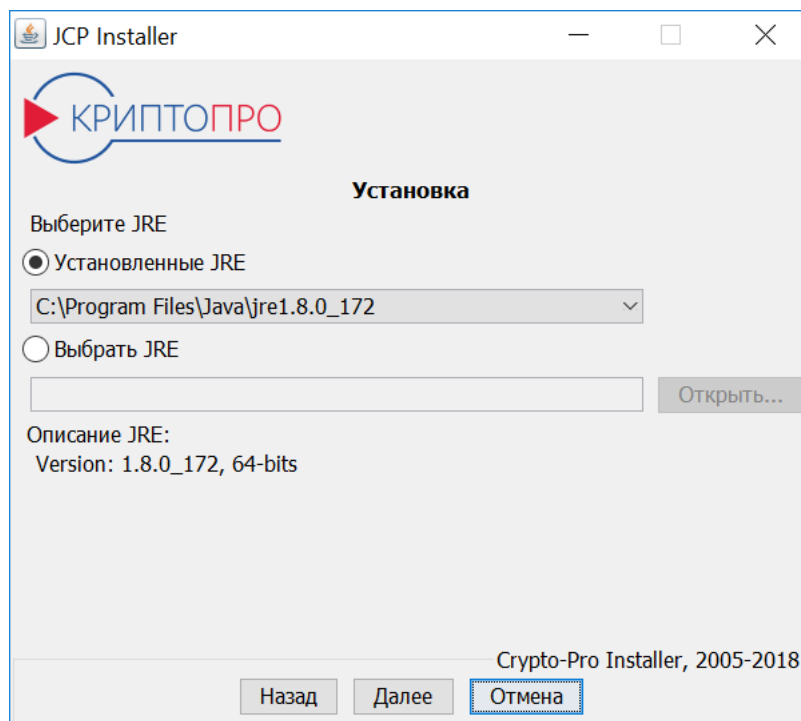 JCP Installer
КРИПТОПРО
Установка
Выберите JRE
Установленные JRE
C:\Program Files\Java\jre1.8.0_172
Выбрать JRE
Открыть...
Описание JRE:
Version: 1.8.0_172, 64-bits
Crypto-Pro Installer, 2005-2018
Назад Далее Отмена